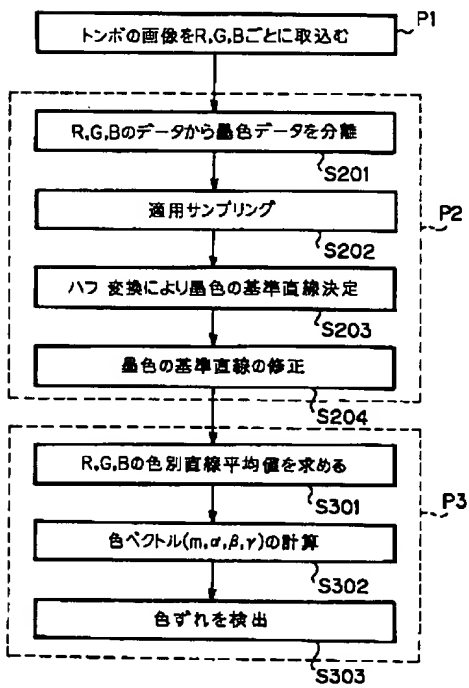 トンボの画像をR,G,Bごとに取込む
P1
R,G,Bのデータから墨色データを分離
S201
適用サンプリング
S202
P2
ハフ変換により墨色の基準直線決定
S203
墨色の基準直線の修正
S204
R,G,Bの色別直線平均値を求める
S301
P3
色ベクトル(m,α,β,γ)の計算
S302
色ずれを検出
S303